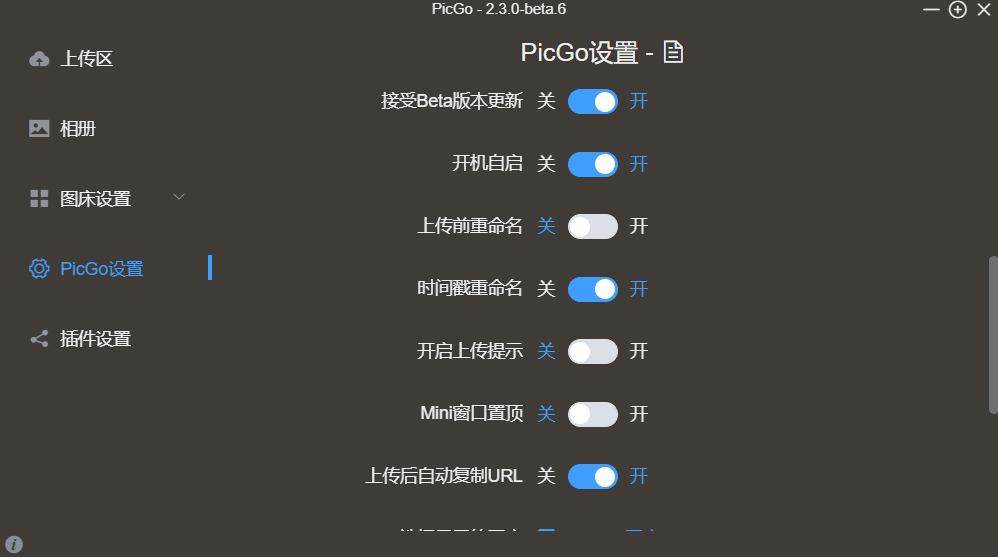 PicGo - 2.3.0-beta.6
上传区
相册
图床设置
PicGo设置
插件设置
PicGo设置 -
接受Beta版本更新 关 开
开机自启 关 开
上传前重命名 关 开
时间戳重命名 关 开
开启上传提示 关 开
Mini窗口置顶 关 开
上传后自动复制URL 关 开